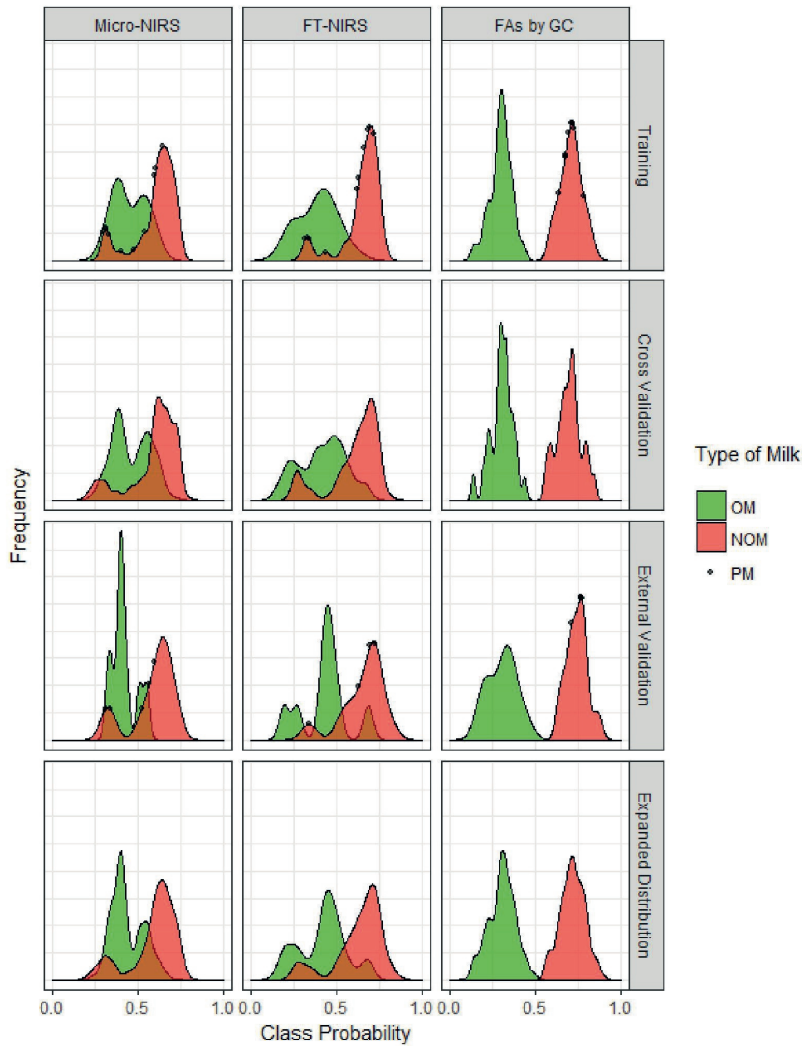 Micro-NIRS
FT-NIRS
FAs by GC
Training
Cross Validation
External Validation
Expanded Distribution
Frequency
0.0 0.5 1.0 0.0 0.5 1.0 0.0 0.5 1.0
Class Probability
Type of Milk
OM
NOM
PM